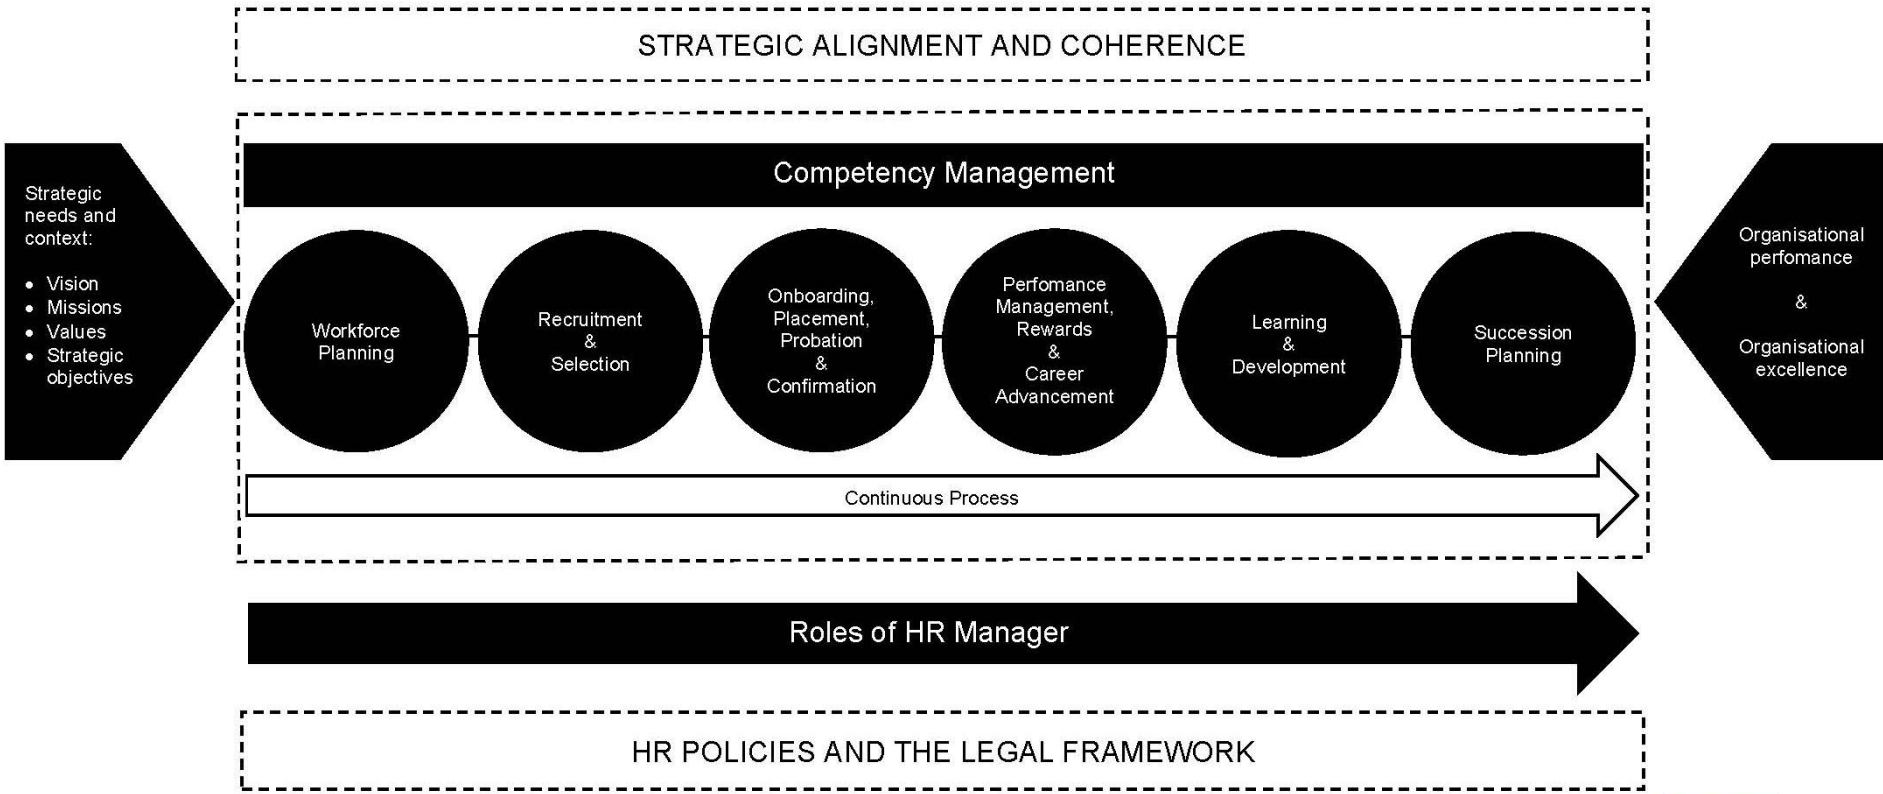 STRATEGIC ALIGNMENT AND COHERENCE
Competency Management
Strategic
needs and
context:
• Vision
• Missions
• Values
• Strategic
objectives
Workforce
Planning
Recruitment
&
Selection
Onboarding,
Placement,
Probation
&
Confirmation
Perfomance
Management,
Rewards
&
Career
Advancement
Learning
&
Development
Succession
Planning
Organisational
perfomance
&
Organisational
excellence
Continuous Process
Roles of HR Manager
HR POLICIES AND THE LEGAL FRAMEWORK